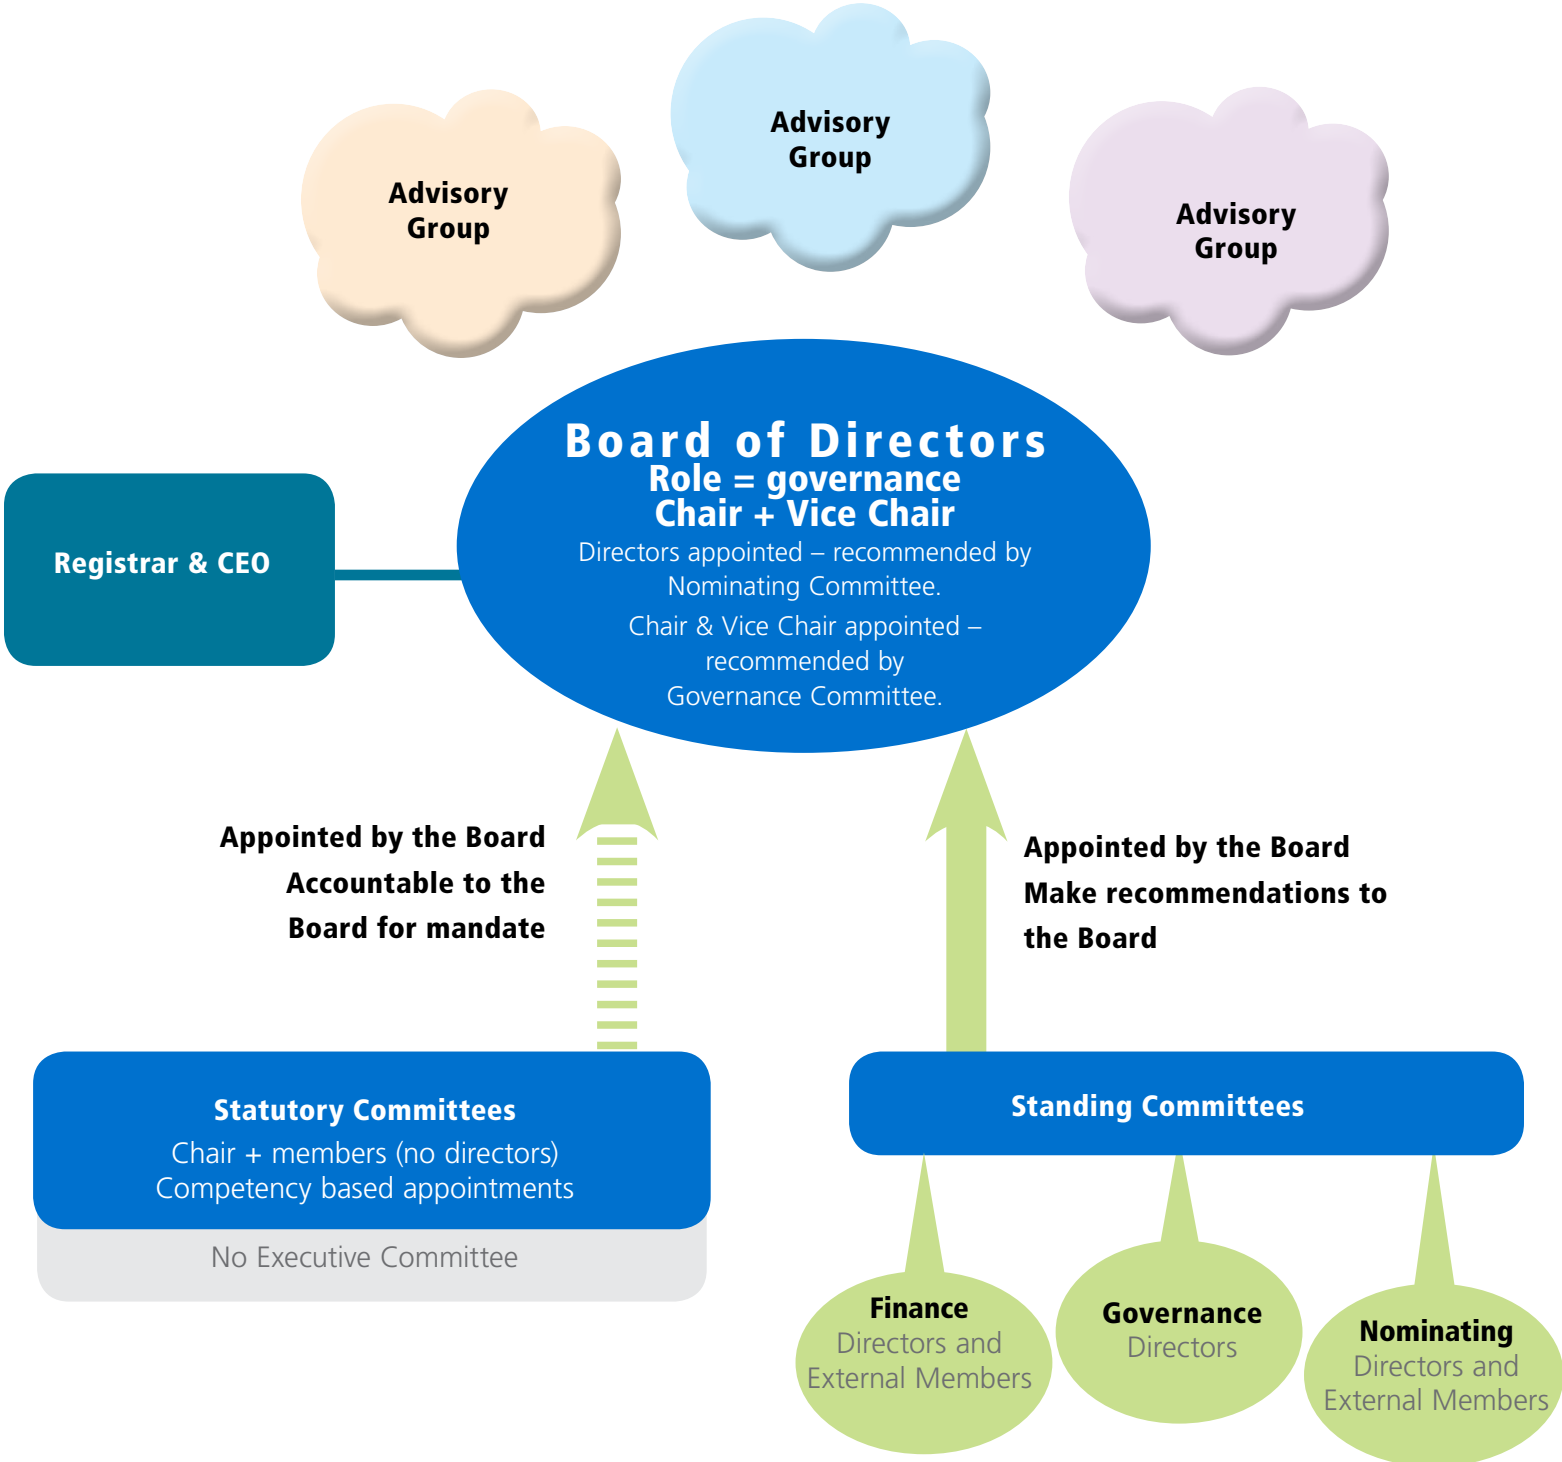 Advisory
Group
Advisory
Group
Advisory
Group
Board of Directors
Role = governance
Chair + Vice Chair
Directors appointed – recommended by
Nominating Committee.
Chair & Vice Chair appointed –
recommended by
Governance Committee.
Registrar & CEO
Appointed by the Board
Accountable to the
Board for mandate
Appointed by the Board
Make recommendations to
the Board
Statutory Committees
Chair + members (no directors)
Competency based appointments
No Executive Committee
Standing Committees
Finance
Directors and
External Members
Governance
Directors
Nominating
Directors and
External Members